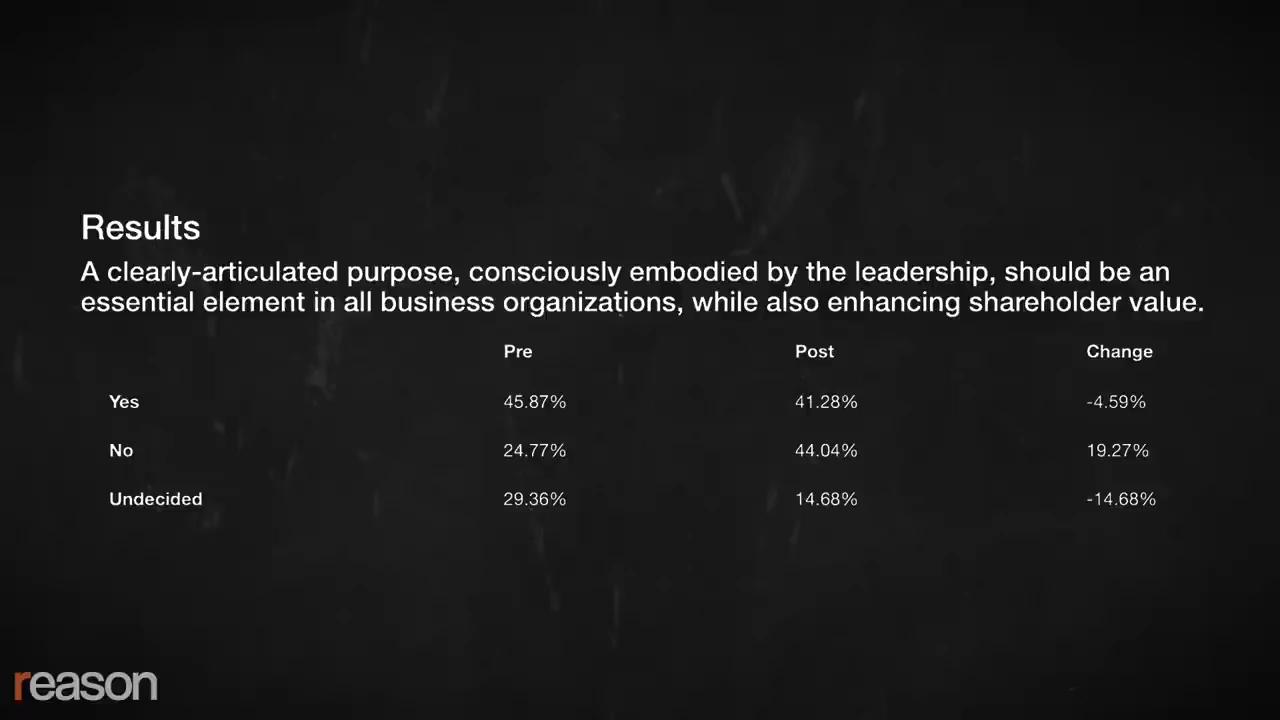 Results
A clearly-articulated purpose, consciously embodied by the leadership, should be an
essential element in all business organizations, while also enhancing shareholder value.
Pre Post Change
Yes 45.87% 41.28% -4.59%
No 24.77% 44.04% 19.27%
Undecided 29.36% 14.68% -14.68%
reason